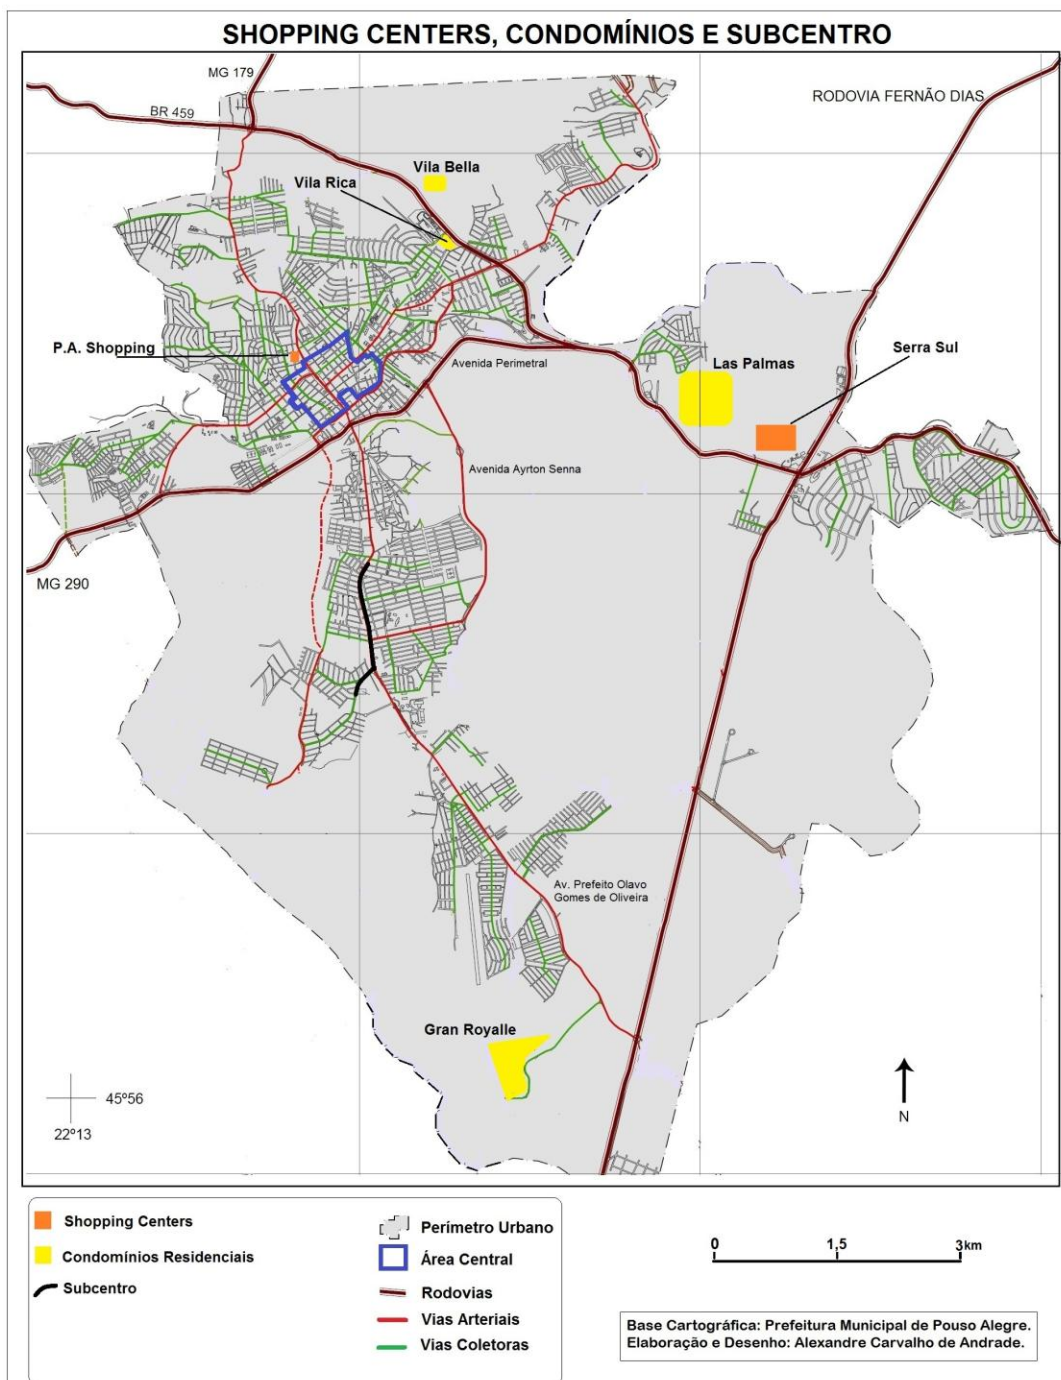 SHOPPING CENTERS, CONDOMÍNIOS E SUBCENTRO
MG 179
RODOVIA FERNÃO DIAS
BR 459
Vila Bella
Vila Rica
P.A. Shopping
Avenida Perimetral
Las Palmas
Serra Sul
Avenida Ayrton Senna
MG 290
Av. Prefeito Olavo
Gomes de Oliveira
Gran Royalle
45º56
22º13
N
Shopping Centers
Condomínios Residenciais
Subcentro
Perímetro Urbano
Área Central
Rodovias
Vias Arteriais
Vias Coletoras
0 1,5 3km
Base Cartográfica: Prefeitura Municipal de Pouso Alegre.
Elaboração e Desenho: Alexandre Carvalho de Andrade.